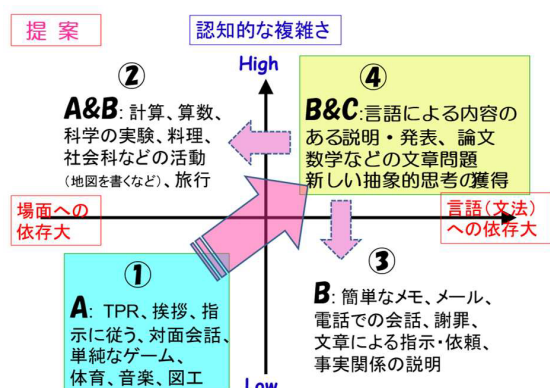 提 案
認知的な複雑さ
High
②
A&B: 計算、算数、
科学の実験、料理、
社会科などの活動
(地図を書くなど)、旅行
④
B&C:言語による内容の
ある説明・発表、論文
数学などの文章問題
新しい抽象的思考の獲得
場面への
依存大
言語(文法)
への依存大
①
A: TPR、挨拶、指
示に従う、対面会話、
単純なゲーム、
体育、音楽、図工
③
B: 簡単なメモ、メール、
電話での会話、謝罪、
文章による指示・依頼、
事実関係の説明
Low